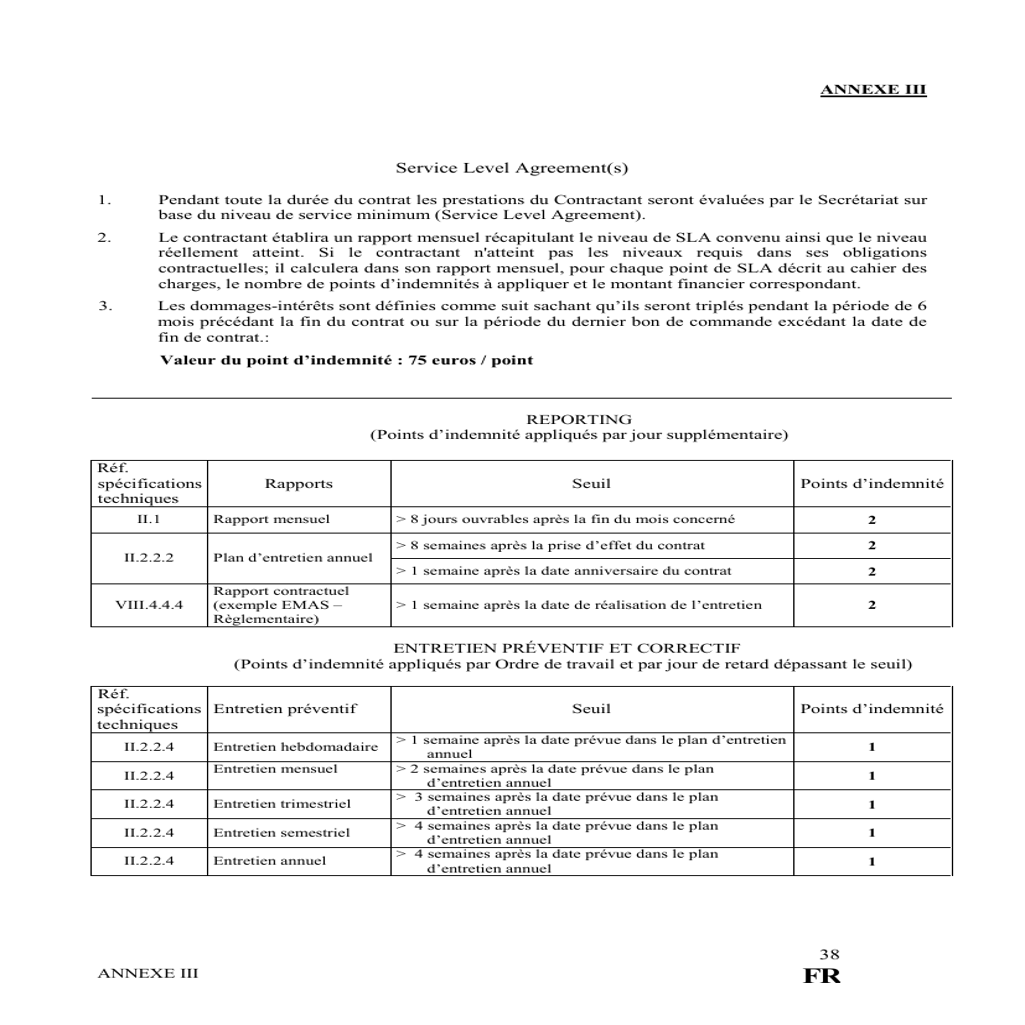 ANNEXE III
Service Level Agreement(s)
1. Pendant toute la durée du contrat les prestations du Contractant seront évaluées par le Secrétariat sur
base du niveau de service minimum (Service Level Agreement).
2. Le contractant établira un rapport mensuel récapitulant le niveau de SLA convenu ainsi que le niveau
réellement atteint. Si le contractant n'atteint pas les niveaux requis dans ses obligations
contractuelles; il calculera dans son rapport mensuel, pour chaque point de SLA décrit au cahier des
charges, le nombre de points d'indemnités à appliquer et le montant financier correspondant.
3. Les dommages-intérêts sont définies comme suit sachant qu'ils seront triplés pendant la période de 6
mois précédant la fin du contrat ou sur la période du dernier bon de commande excédant la date de
fin de contrat.:
Valeur du point d'indemnité : 75 euros / point
REPORTING
(Points d'indemnité appliqués par jour supplémentaire)
Réf.
spécifications
techniques
Rapports
Seuil
Points d'indemnité
II.1
Rapport mensuel
> 8 jours ouvrables après la fin du mois concerné
2
II.2.2.2
Plan d'entretien annuel
> 8 semaines après la prise d'effet du contrat
2
> 1 semaine après la date anniversaire du contrat
2
VIII.4.4.4
Rapport contractuel
(exemple EMAS –
Règlementaire)
> 1 semaine après la date de réalisation de l'entretien
2
ENTRETIEN PRÉVENTIF ET CORRECTIF
(Points d'indemnité appliqués par Ordre de travail et par jour de retard dépassant le seuil)
Réf.
spécifications
techniques
Entretien préventif
Seuil
Points d'indemnité
II.2.2.4
Entretien hebdomadaire
> 1 semaine après la date prévue dans le plan d'entretien
annuel
1
II.2.2.4
Entretien mensuel
> 2 semaines après la date prévue dans le plan
d'entretien annuel
1
II.2.2.4
Entretien trimestriel
> 3 semaines après la date prévue dans le plan
d'entretien annuel
1
II.2.2.4
Entretien semestriel
> 4 semaines après la date prévue dans le plan
d'entretien annuel
1
II.2.2.4
Entretien annuel
> 4 semaines après la date prévue dans le plan
d'entretien annuel
1
38
ANNEXE III
FR